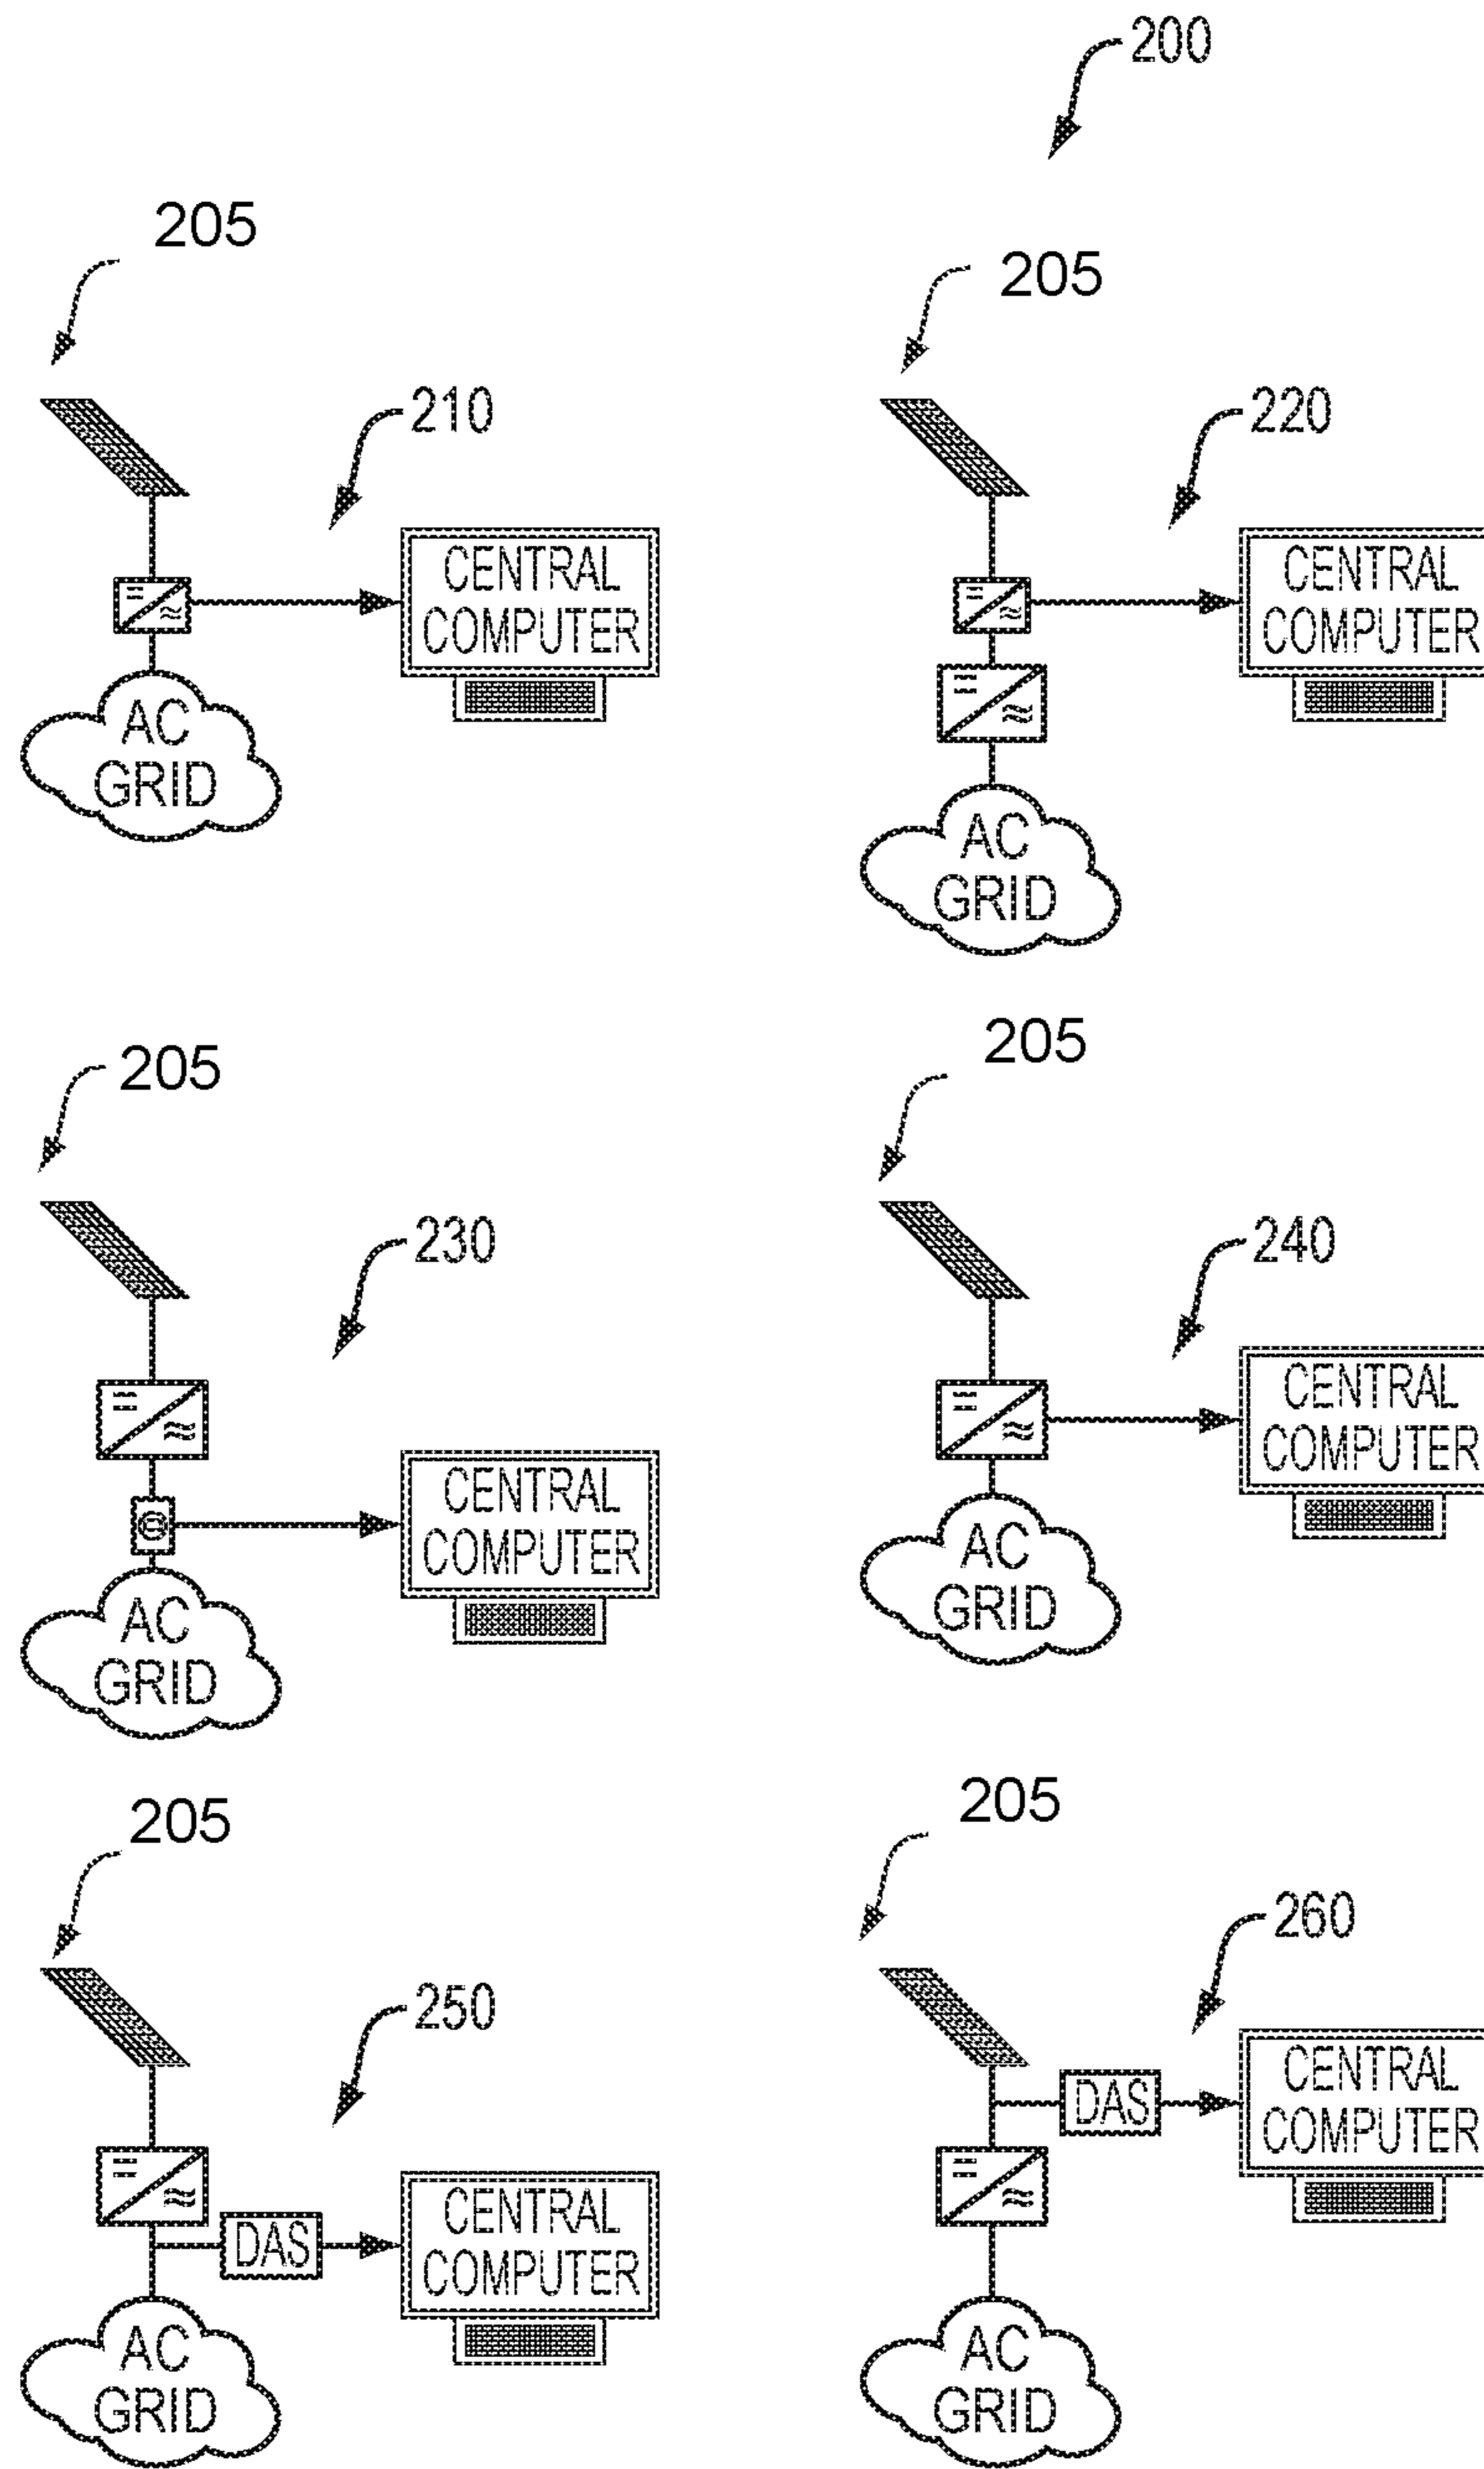 200
205
205
210
220
CENTRAL
COMPUTER
CENTRAL
COMPUTER
AC
GRID
AC
GRID
205
205
230
240
CENTRAL
COMPUTER
CENTRAL
COMPUTER
AC
GRID
AC
GRID
205
205
250
260
DAS
CENTRAL
COMPUTER
DAS
CENTRAL
COMPUTER
AC
GRID
AC
GRID